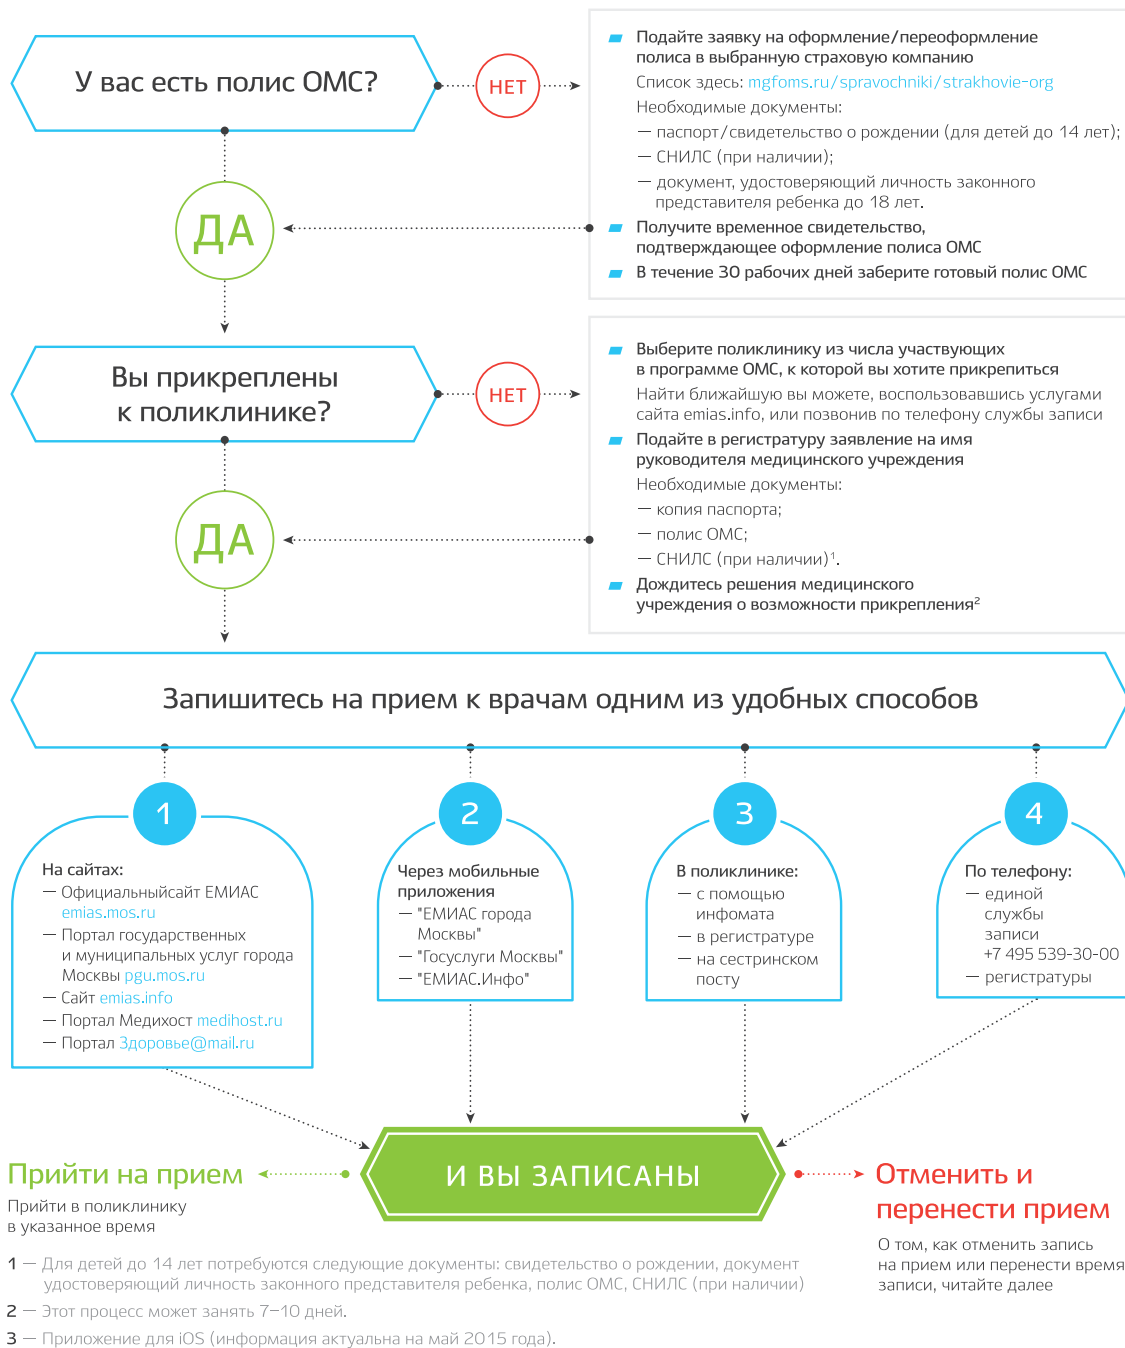 У вас есть полис ОМС?
НЕТ
Подайте заявку на оформление/переоформление
полиса в выбранную страховую компанию
Список здесь: mgfoms.ru/spravochniki/strakhovie-org
Необходимые документы:
— паспорт/свидетельство о рождении (для детей до 14 лет);
— СНИЛС (при наличии);
— документ, удостоверяющий личность законного
представителя ребенка до 18 лет.
Получите временное свидетельство,
подтверждающее оформление полиса ОМС
В течение 30 рабочих дней заберите готовый полис ОМС
ДА
Вы прикреплены
к поликлинике?
НЕТ
Выберите поликлинику из числа участвующих
в программе ОМС, к которой вы хотите прикрепиться
Найти ближайшую вы можете, воспользовавшись услугами
сайта emias.info, или позвонив по телефону службы записи
Подайте в регистратуру заявление на имя
руководителя медицинского учреждения
Необходимые документы:
— копия паспорта;
— полис ОМС;
— СНИЛС (при наличии)¹.
Дождитесь решения медицинского
учреждения о возможности прикрепления²
ДА
Запишитесь на прием к врачам одним из удобных способов
1
На сайтах:
— Официальныйсайт ЕМИАС
emias.mos.ru
— Портал государственных
и муниципальных услуг города
Москвы pgu.mos.ru
— Сайт emias.info
— Портал Медихост medihost.ru
— Портал Здоровье@mail.ru
2
Через мобильные
приложения
— "ЕМИАС города
Москвы"
— "Госуслуги Москвы"
— "ЕМИАС.Инфо"
3
В поликлинике:
— с помощью
инфомата
— в регистратуре
— на сестринском
посту
4
По телефону:
— единой
службы
записи
+7 495 539-30-00
— регистратуры
И ВЫ ЗАПИСАНЫ
Прийти на прием
Прийти в поликлинику
в указанное время
Отменить и
перенести прием
О том, как отменить запись
на прием или перенести время
записи, читайте далее
1 — Для детей до 14 лет потребуются следующие документы: свидетельство о рождении, документ
удостоверяющий личность законного представителя ребенка, полис ОМС, СНИЛС (при наличии)
2 — Этот процесс может занять 7–10 дней.
3 — Приложение для iOS (информация актуальна на май 2015 года).